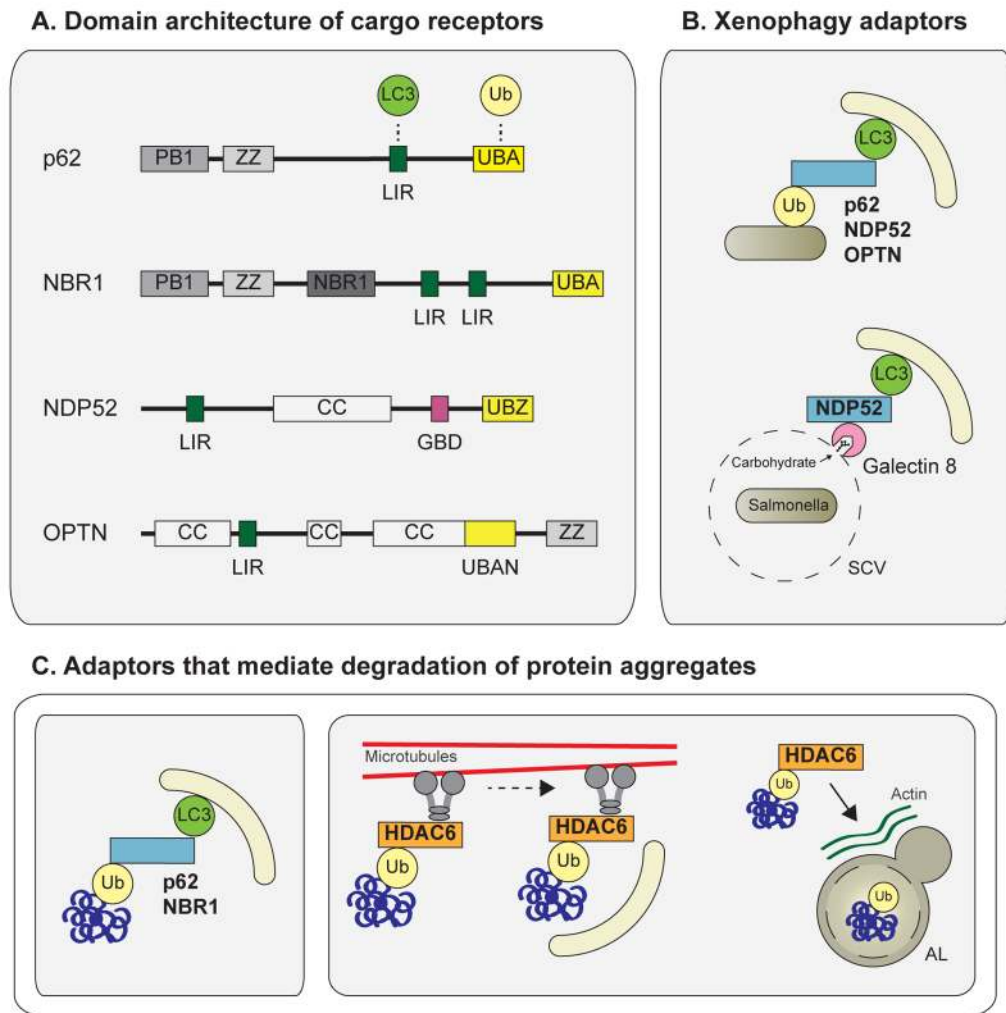 A. Domain architecture of cargo receptors
LC3
Ub
p62
PB1
ZZ
UBA
LIR
NBR1
PB1
ZZ
NBR1
UBA
LIR
LIR
NDP52
CC
UBZ
LIR
GBD
OPTN
CC
CC
CC
ZZ
LIR
UBAN
B. Xenophagy adaptors
LC3
Ub
p62
NDP52
OPTN
LC3
NDP52
Carbohydrate
Galectin 8
Salmonella
SCV
C. Adaptors that mediate degradation of protein aggregates
LC3
Ub
p62
NBR1
Microtubules
HDAC6
HDAC6
Ub
Ub
HDAC6
Ub
Actin
Ub
AL